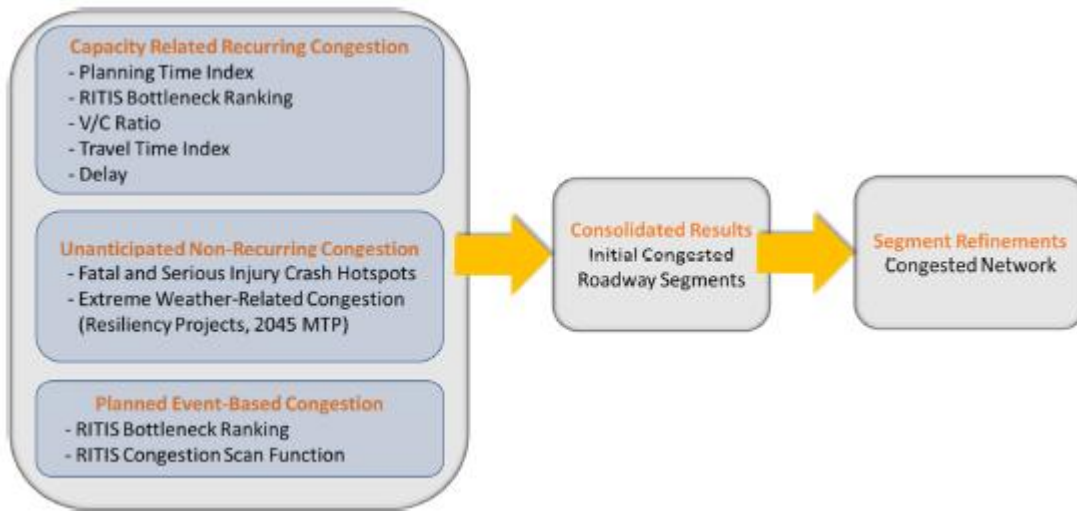 Capacity Related Recurring Congestion
- Planning Time Index
- RITIS Bottleneck Ranking
- V/C Ratio
- Travel Time Index
- Delay
Unanticipated Non-Recurring Congestion
- Fatal and Serious Injury Crash Hotspots
- Extreme Weather-Related Congestion
(Resiliency Projects, 2045 MTP)
Planned Event-Based Congestion
- RITIS Bottleneck Ranking
- RITIS Congestion Scan Function
Consolidated Results
Initial Congested
Roadway Segments
Segment Refinements
Congested Network